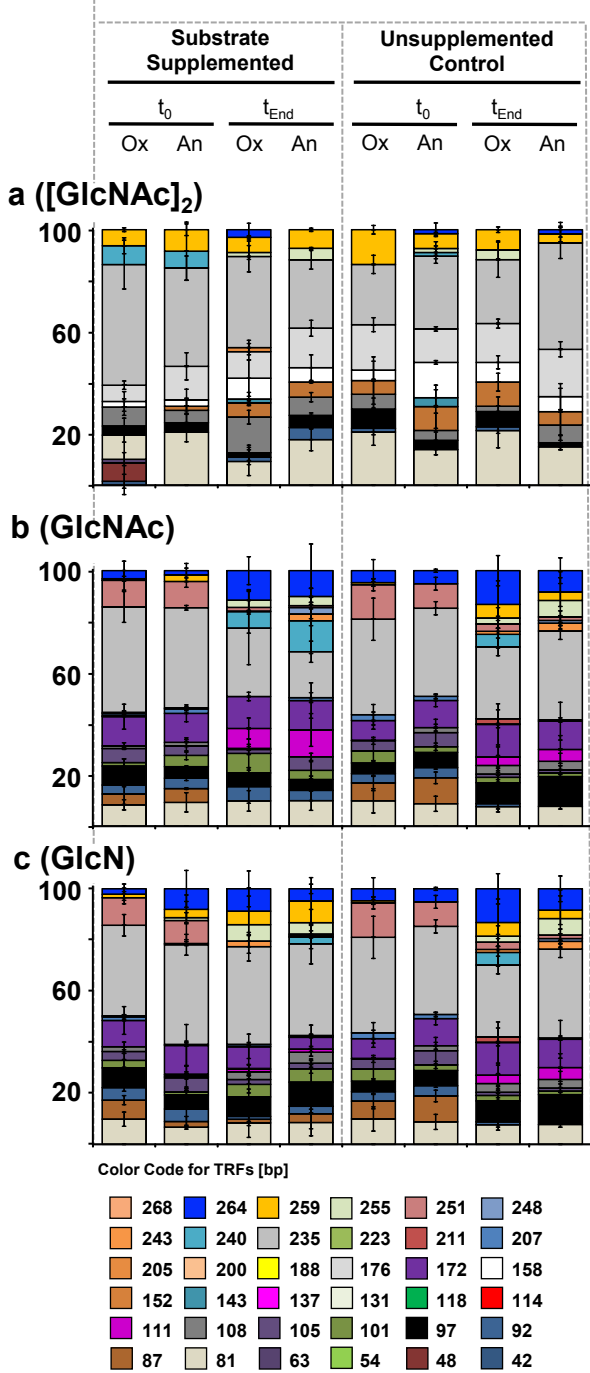 Substrate Supplemented Unsupplemented Control
t0 tEnd t0 tEnd
Ox An Ox An Ox An Ox An
a ([GlcNAc]2)
100
60
20
b (GlcNAc)
100
60
20
c (GlcN)
100
60
20
Color Code for TRFs [bp]
268 264 259 255 251 248
243 240 235 223 211 207
205 200 188 176 172 158
152 143 137 131 118 114
111 108 105 101 97 92
87 81 63 54 48 42